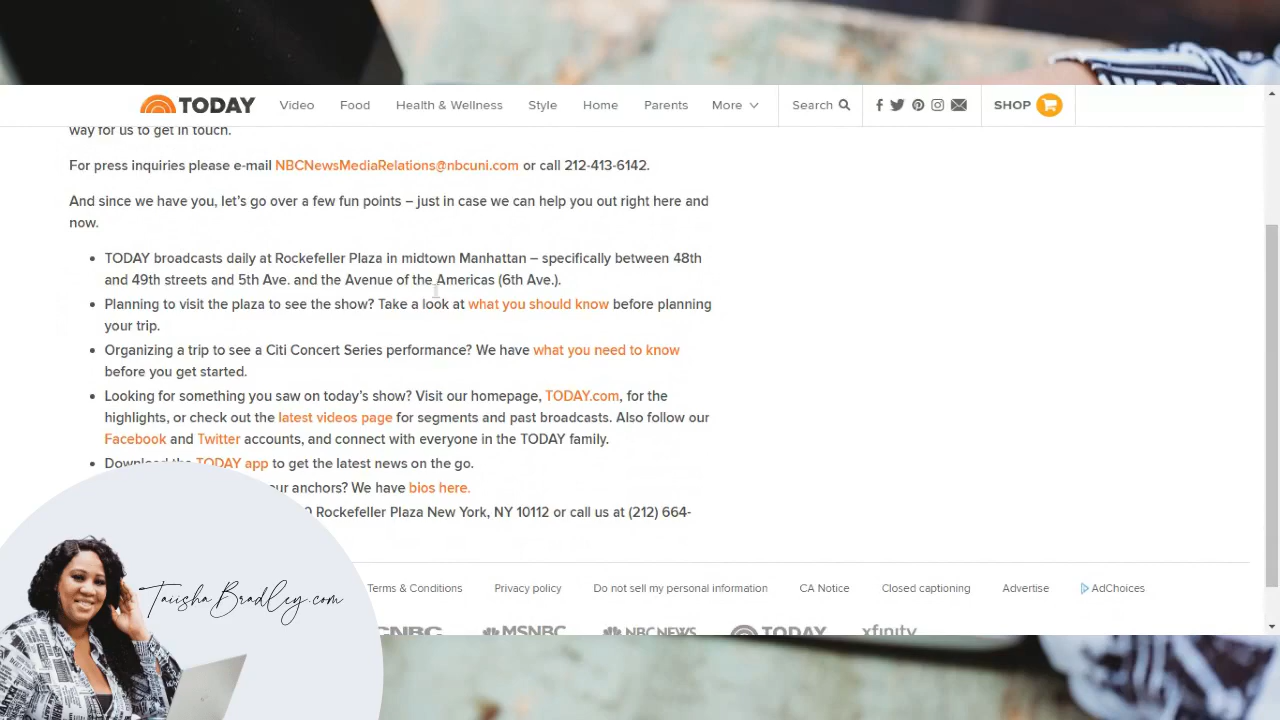 TODAY Video Food Health & Wellness Style Home Parents More Search SHOP
way for us to get in touch.
For press inquiries please e-mail NBCNewsMediaRelations@nbcuni.com or call 212-413-6142.
And since we have you, let's go over a few fun points – just in case we can help you out right here and
now.
TODAY broadcasts daily at Rockefeller Plaza in midtown Manhattan – specifically between 48th
and 49th streets and 5th Ave. and the Avenue of the Americas (6th Ave.).
Planning to visit the plaza to see the show? Take a look at what you should know before planning
your trip.
Organizing a trip to see a Citi Concert Series performance? We have what you need to know
before you get started.
Looking for something you saw on today's show? Visit our homepage, TODAY.com, for the
highlights, or check out the latest videos page for segments and past broadcasts. Also follow our
Facebook and Twitter accounts, and connect with everyone in the TODAY family.
Download the TODAY app to get the latest news on the go.
our anchors? We have bios here.
Rockefeller Plaza New York, NY 10112 or call us at (212) 664-
Terms & Conditions Privacy policy Do not sell my personal information CA Notice Closed captioning Advertise AdChoices
TaiishaBradley.com
CNBC MSNBC NBCNEWS TODAY xfinity